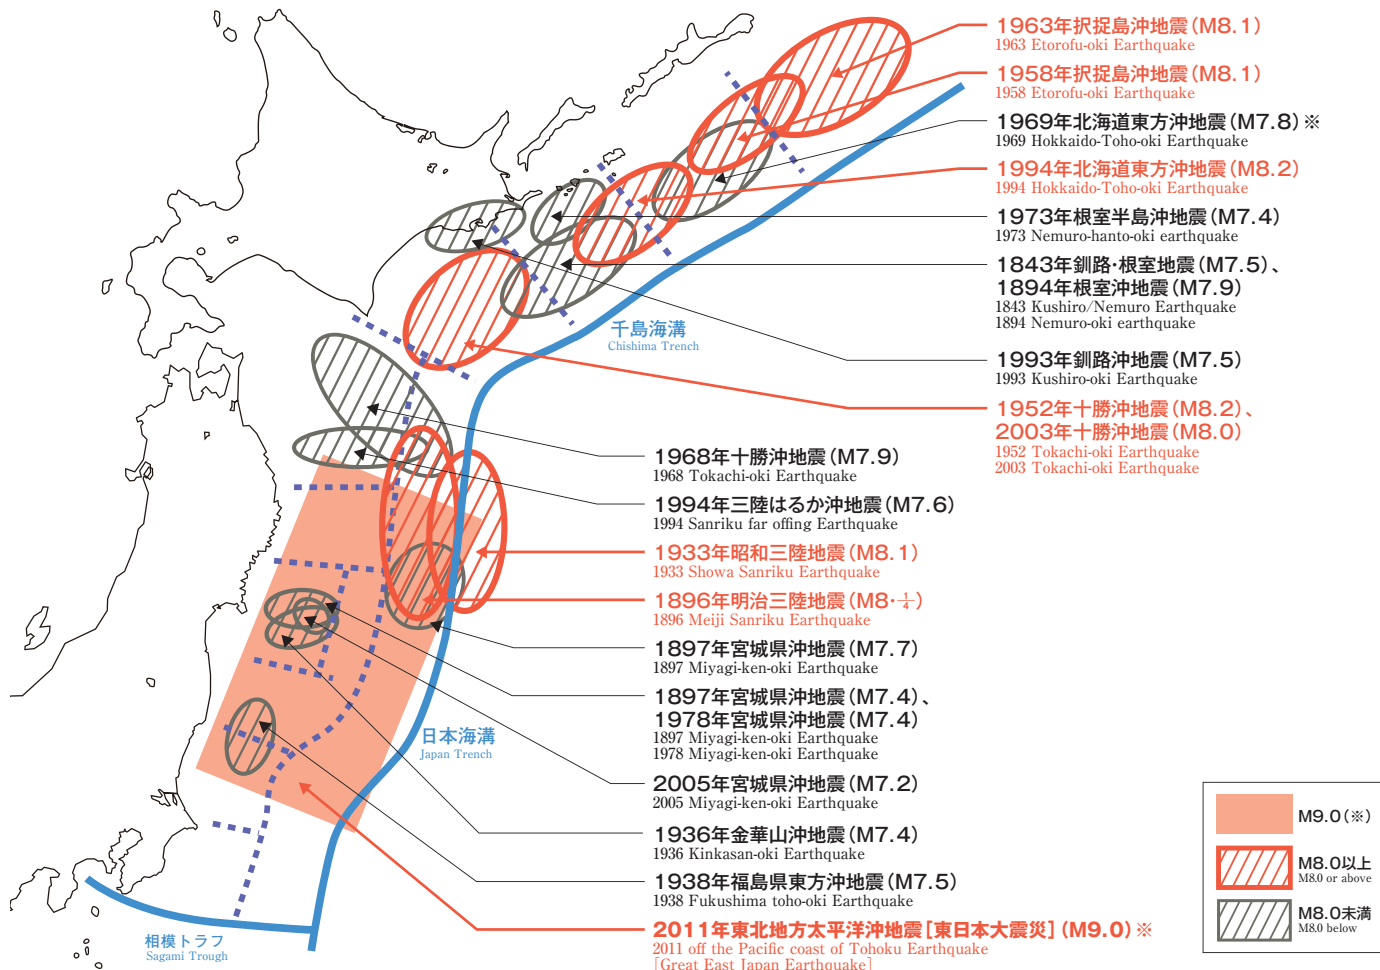 1963年択捉島沖地震（M8.1）
1963 Etorofu-oki Earthquake
1958年択捉島沖地震（M8.1）
1958 Etorofu-oki Earthquake
1969年北海道東方沖地震（M7.8）※
1969 Hokkaido-Toho-oki Earthquake
1994年北海道東方沖地震（M8.2）
1994 Hokkaido-Toho-oki Earthquake
1973年根室半島沖地震（M7.4）
1973 Nemuro-hanto-oki earthquake
1843年釧路・根室地震（M7.5）、
1894年根室沖地震（M7.9）
1843 Kushiro/Nemuro Earthquake
1894 Nemuro-oki earthquake
千島海溝
Chishima Trench
1993年釧路沖地震（M7.5）
1993 Kushiro-oki Earthquake
1952年十勝沖地震（M8.2）、
2003年十勝沖地震（M8.0）
1952 Tokachi-oki Earthquake
2003 Tokachi-oki Earthquake
1968年十勝沖地震（M7.9）
1968 Tokachi-oki Earthquake
1994年三陸はるか沖地震（M7.6）
1994 Sanriku far offing Earthquake
1933年昭和三陸地震（M8.1）
1933 Showa Sanriku Earthquake
1896年明治三陸地震（M8・1/4）
1896 Meiji Sanriku Earthquake
1897年宮城県沖地震（M7.7）
1897 Miyagi-ken-oki Earthquake
1897年宮城県沖地震（M7.4）、
1978年宮城県沖地震（M7.4）
1897 Miyagi-ken-oki Earthquake
1978 Miyagi-ken-oki Earthquake
日本海溝
Japan Trench
2005年宮城県沖地震（M7.2）
2005 Miyagi-ken-oki Earthquake
1936年金華山沖地震（M7.4）
1936 Kinkasan-oki Earthquake
1938年福島県東方沖地震（M7.5）
1938 Fukushima toho-oki Earthquake
2011年東北地方太平洋沖地震［東日本大震災］（M9.0）※
2011 off the Pacific coast of Tohoku Earthquake
[Great East Japan Earthquake]
相模トラフ
Sagami Trough
M9.0（※）
M8.0以上
M8.0 or above
M8.0未満
M8.0 below